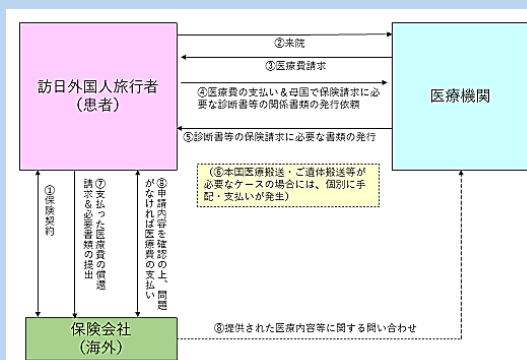 訪日外国人旅行者
(患者)
②来院
③医療費請求
④医療費の支払い&母国で保険請求に必
要な診断書等の関係書類の発行依頼
⑤診断書等の保険請求に必要な書類の発行
医療機関
(⑥本国医療搬送・ご遺体搬送等が
必要なケースの場合には、個別に手
配・支払いが発生)
①保険契約
⑦支払った医療費の償還
請求&必要書類の提出
⑧申請内容を確認の上、問題
がなければ医療費の支払い
保険会社
(海外)
⑧提供された医療内容等に関する問い合わせ